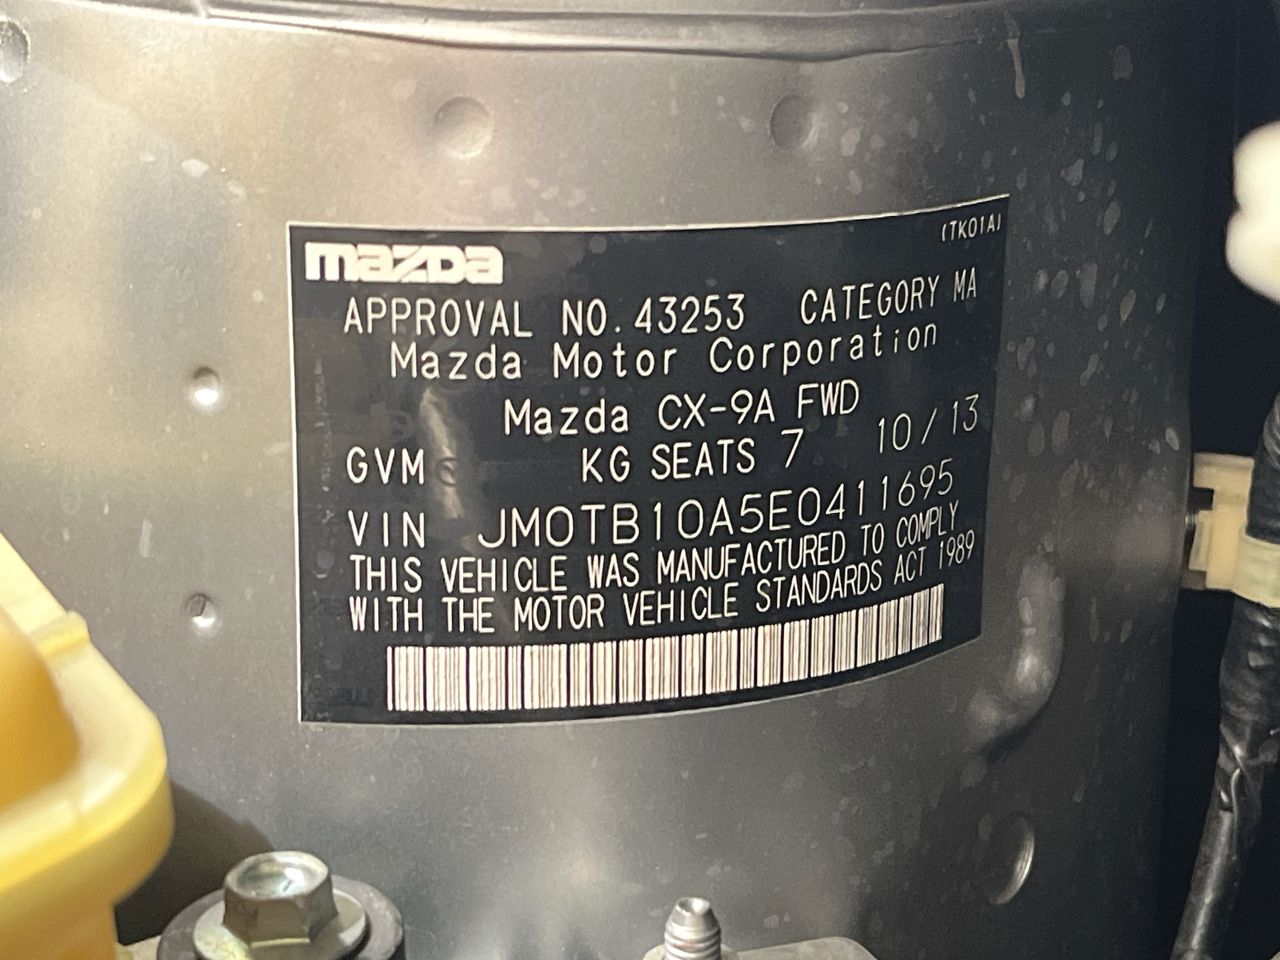 (TK01A)
mazda
APPROVAL NO. 43253 CATEGORY MA
Mazda Motor Corporation
Mazda CX-9A FWD
GVM KG SEATS 7 10/13
VIN JM0TB10A5E0411695
THIS VEHICLE WAS MANUFACTURED TO COMPLY
WITH THE MOTOR VEHICLE STANDARDS ACT 1989